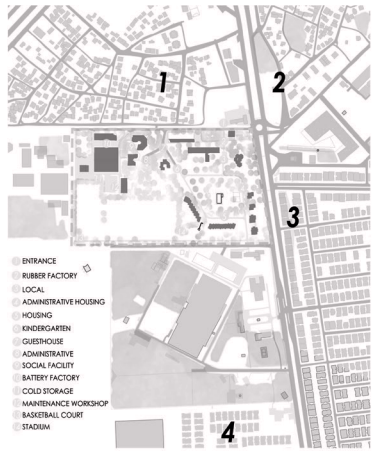 1
2
3
ENTRANCE
RUBBER FACTORY
LOCAL
ADMINISTRATIVE HOUSING
HOUSING
KINDERGARTEN
GUESTHOUSE
ADMINISTRATIVE
SOCIAL FACILITY
BATTERY FACTORY
COLD STORAGE
MAINTENANCE WORKSHOP
BASKETBALL COURT
STADIUM
4